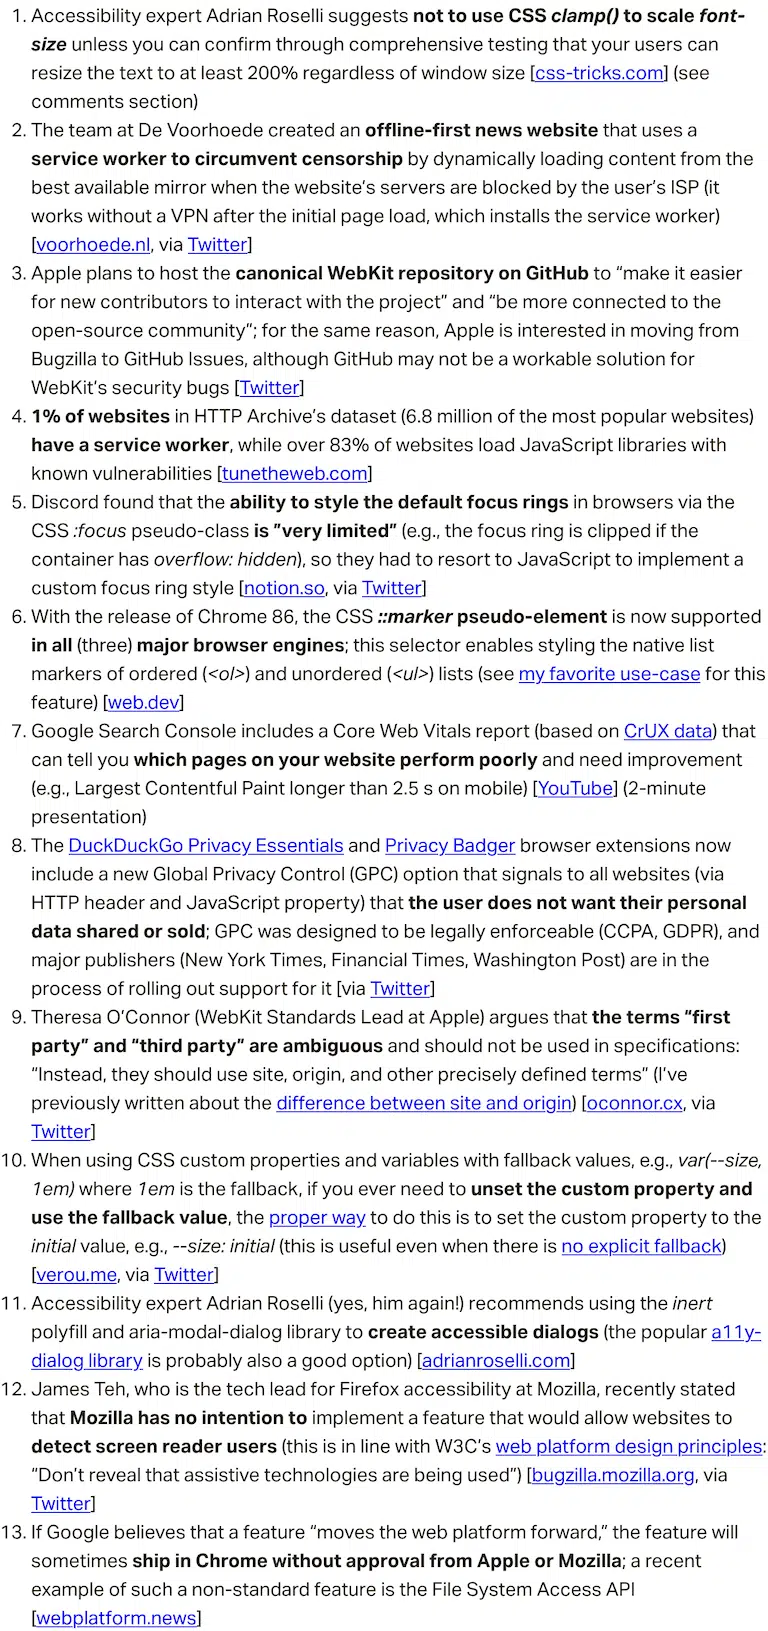 1. Accessibility expert Adrian Roselli suggests not to use CSS clamp() to scale font-
size unless you can confirm through comprehensive testing that your users can
resize the text to at least 200% regardless of window size [css-tricks.com] (see
comments section)
2. The team at De Voorhoede created an offline-first news website that uses a
service worker to circumvent censorship by dynamically loading content from the
best available mirror when the website’s servers are blocked by the user’s ISP (it
works without a VPN after the initial page load, which installs the service worker)
[voorhoede.nl, via Twitter]
3. Apple plans to host the canonical WebKit repository on GitHub to “make it easier
for new contributors to interact with the project” and “be more connected to the
open-source community”; for the same reason, Apple is interested in moving from
Bugzilla to GitHub Issues, although GitHub may not be a workable solution for
WebKit’s security bugs [Twitter]
4. 1% of websites in HTTP Archive’s dataset (6.8 million of the most popular websites)
have a service worker, while over 83% of websites load JavaScript libraries with
known vulnerabilities [tunetheweb.com]
5. Discord found that the ability to style the default focus rings in browsers via the
CSS :focus pseudo-class is ”very limited” (e.g., the focus ring is clipped if the
container has overflow: hidden), so they had to resort to JavaScript to implement a
custom focus ring style [notion.so, via Twitter]
6. With the release of Chrome 86, the CSS ::marker pseudo-element is now supported
in all (three) major browser engines; this selector enables styling the native list
markers of ordered (<ol>) and unordered (<ul>) lists (see my favorite use-case for this
feature) [web.dev]
7. Google Search Console includes a Core Web Vitals report (based on CrUX data) that
can tell you which pages on your website perform poorly and need improvement
(e.g., Largest Contentful Paint longer than 2.5 s on mobile) [YouTube] (2-minute
presentation)
8. The DuckDuckGo Privacy Essentials and Privacy Badger browser extensions now
include a new Global Privacy Control (GPC) option that signals to all websites (via
HTTP header and JavaScript property) that the user does not want their personal
data shared or sold; GPC was designed to be legally enforceable (CCPA, GDPR), and
major publishers (New York Times, Financial Times, Washington Post) are in the
process of rolling out support for it [via Twitter]
9. Theresa O’Connor (WebKit Standards Lead at Apple) argues that the terms “first
party” and “third party” are ambiguous and should not be used in specifications:
“Instead, they should use site, origin, and other precisely defined terms” (I’ve
previously written about the difference between site and origin) [oconnor.cx, via
Twitter]
10. When using CSS custom properties and variables with fallback values, e.g., var(--size,
1em) where 1em is the fallback, if you ever need to unset the custom property and
use the fallback value, the proper way to do this is to set the custom property to the
initial value, e.g., --size: initial (this is useful even when there is no explicit fallback)
[verou.me, via Twitter]
11. Accessibility expert Adrian Roselli (yes, him again!) recommends using the inert
polyfill and aria-modal-dialog library to create accessible dialogs (the popular a11y-
dialog library is probably also a good option) [adrianroselli.com]
12. James Teh, who is the tech lead for Firefox accessibility at Mozilla, recently stated
that Mozilla has no intention to implement a feature that would allow websites to
detect screen reader users (this is in line with W3C’s web platform design principles:
“Don’t reveal that assistive technologies are being used”) [bugzilla.mozilla.org, via
Twitter]
13. If Google believes that a feature “moves the web platform forward,” the feature will
sometimes ship in Chrome without approval from Apple or Mozilla; a recent
example of such a non-standard feature is the File System Access API
[webplatform.news]